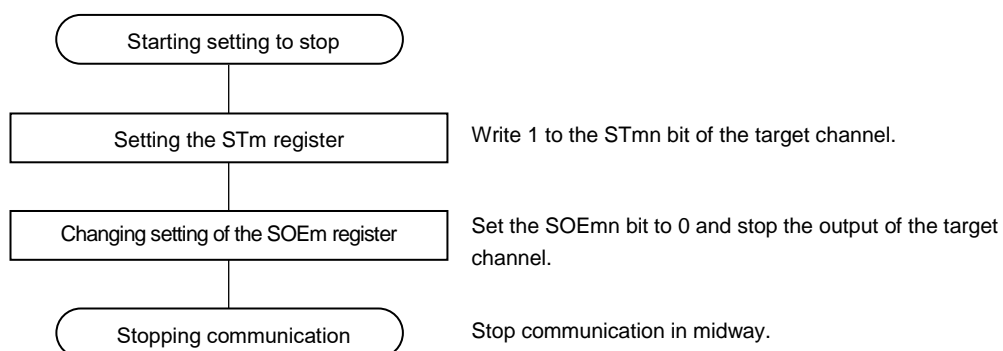 Starting setting to stop
Setting the STm register
Write 1 to the STmn bit of the target channel.
Changing setting of the SOEm register
Set the SOEmn bit to 0 and stop the output of the target
channel.
Stopping communication
Stop communication in midway.